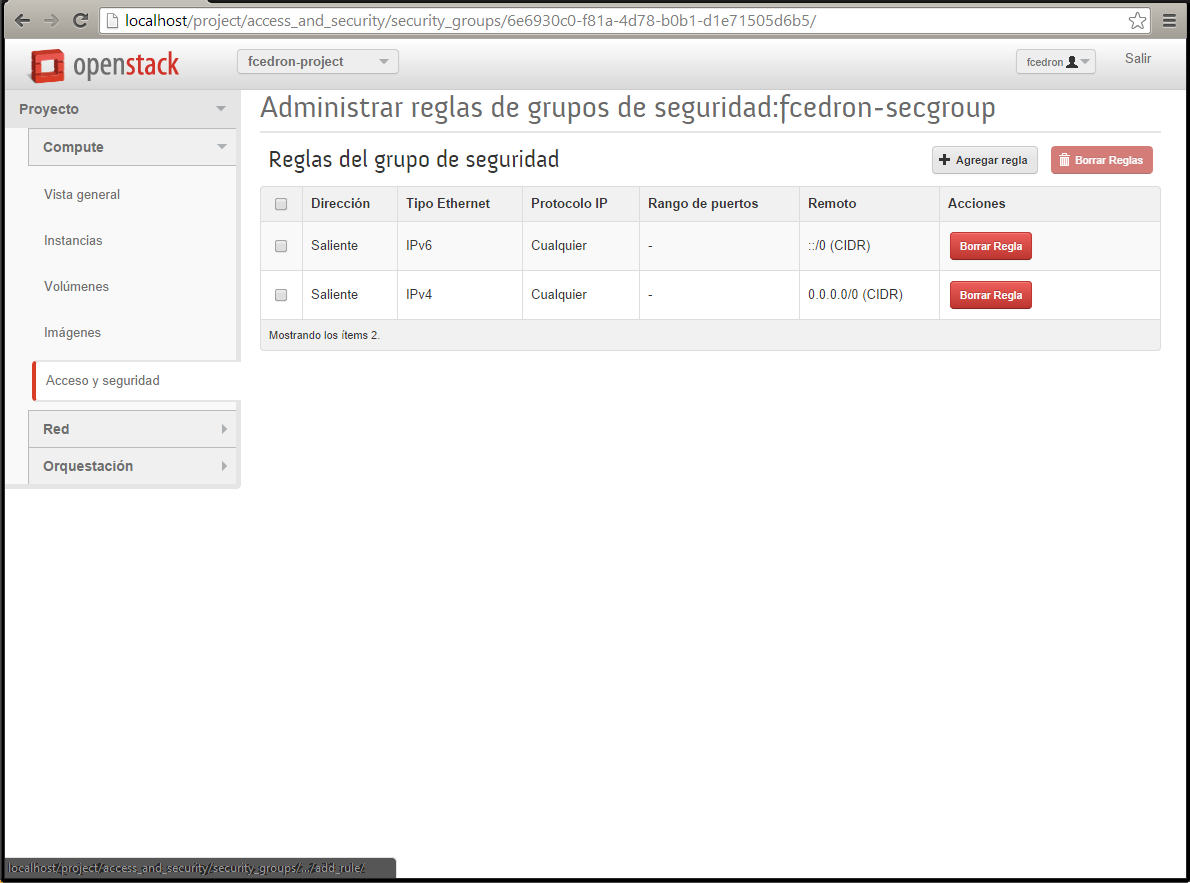 localhost/project/access_and_security/security_groups/6e6930c0-f81a-4d78-b0b1-d1e71505d6b5/
openstack
fcedron-project
fcedron
Salir
Proyecto
Compute
Vista general
Instancias
Volúmenes
Imágenes
Acceso y seguridad
Red
Orquestación
Administrar reglas de grupos de seguridad:fcedron-secgroup
Reglas del grupo de seguridad
Agregar regla
Borrar Reglas
Dirección Tipo Ethernet Protocolo IP Rango de puertos Remoto Acciones
Saliente IPv6 Cualquier - ::/0 (CIDR) Borrar Regla
Saliente IPv4 Cualquier - 0.0.0.0/0 (CIDR) Borrar Regla
Mostrando los ítems 2.
localhost/project/access_and_security/security_groups/.../add_rule/